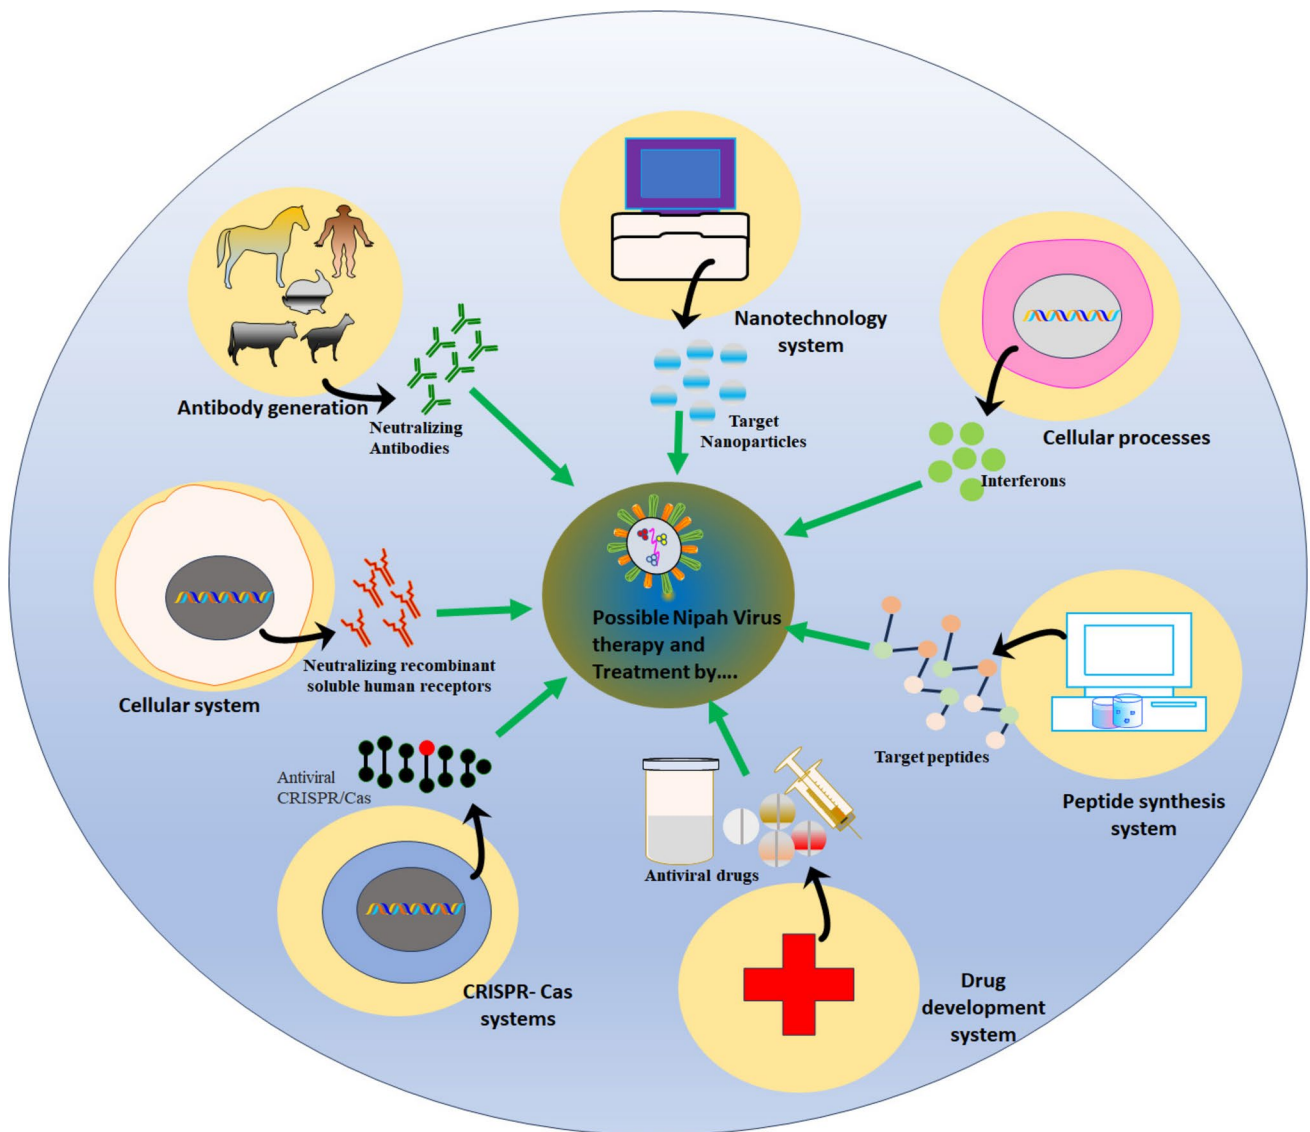 Nanotechnology
system
Target
Nanoparticles
Antibody generation
Neutralizing
Antibodies
Cellular processes
Interferons
Neutralizing recombinant
soluble human receptors
Cellular system
Possible Nipah Virus
therapy and
Treatment by....
Target peptides
Peptide synthesis
system
Antiviral
CRISPR/Cas
CRISPR- Cas
systems
Antiviral drugs
Drug
development
system